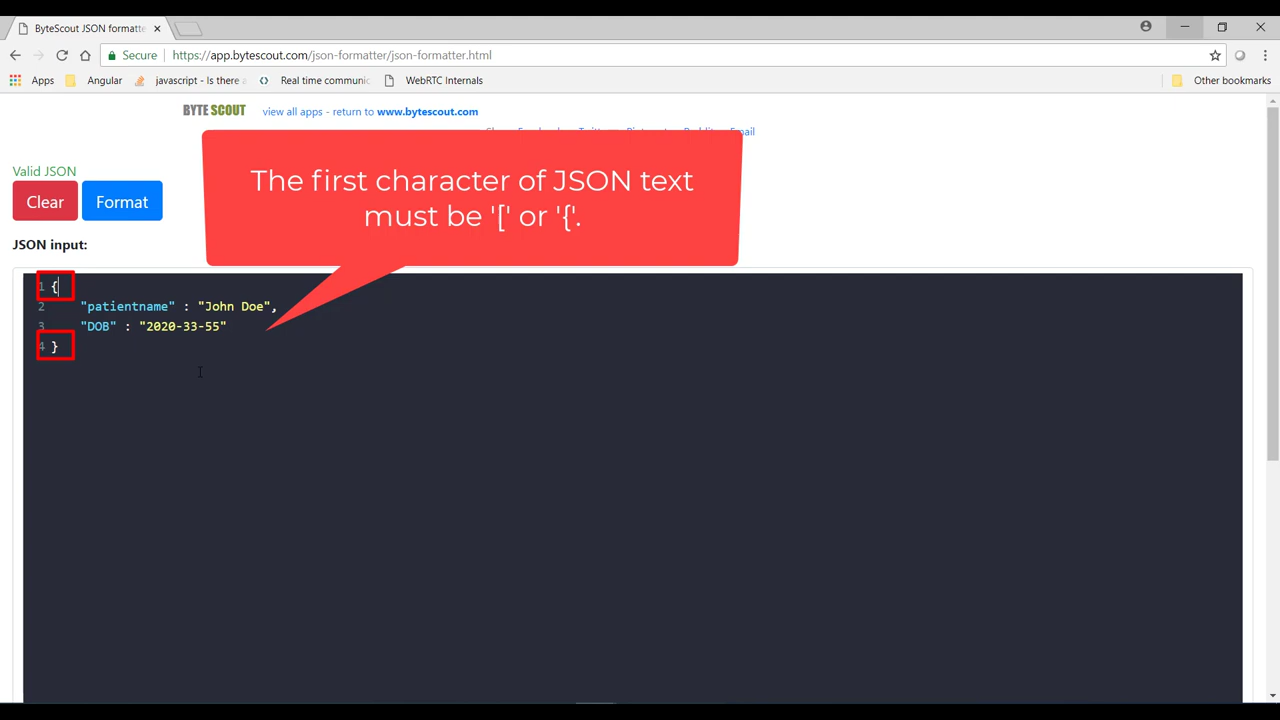 ByteScout JSON formatte
Secure https://app.bytescout.com/json-formatter/json-formatter.html
Apps Angular javascript - Is there Real time communic WebRTC Internals Other bookmarks
BYTE SCOUT view all apps - return to www.bytescout.com
The first character of JSON text
must be '[' or '{'.
Valid JSON
Clear Format
JSON input:
1 {
2 "patientname" : "John Doe",
3 "DOB" : "2020-33-55"
4 }